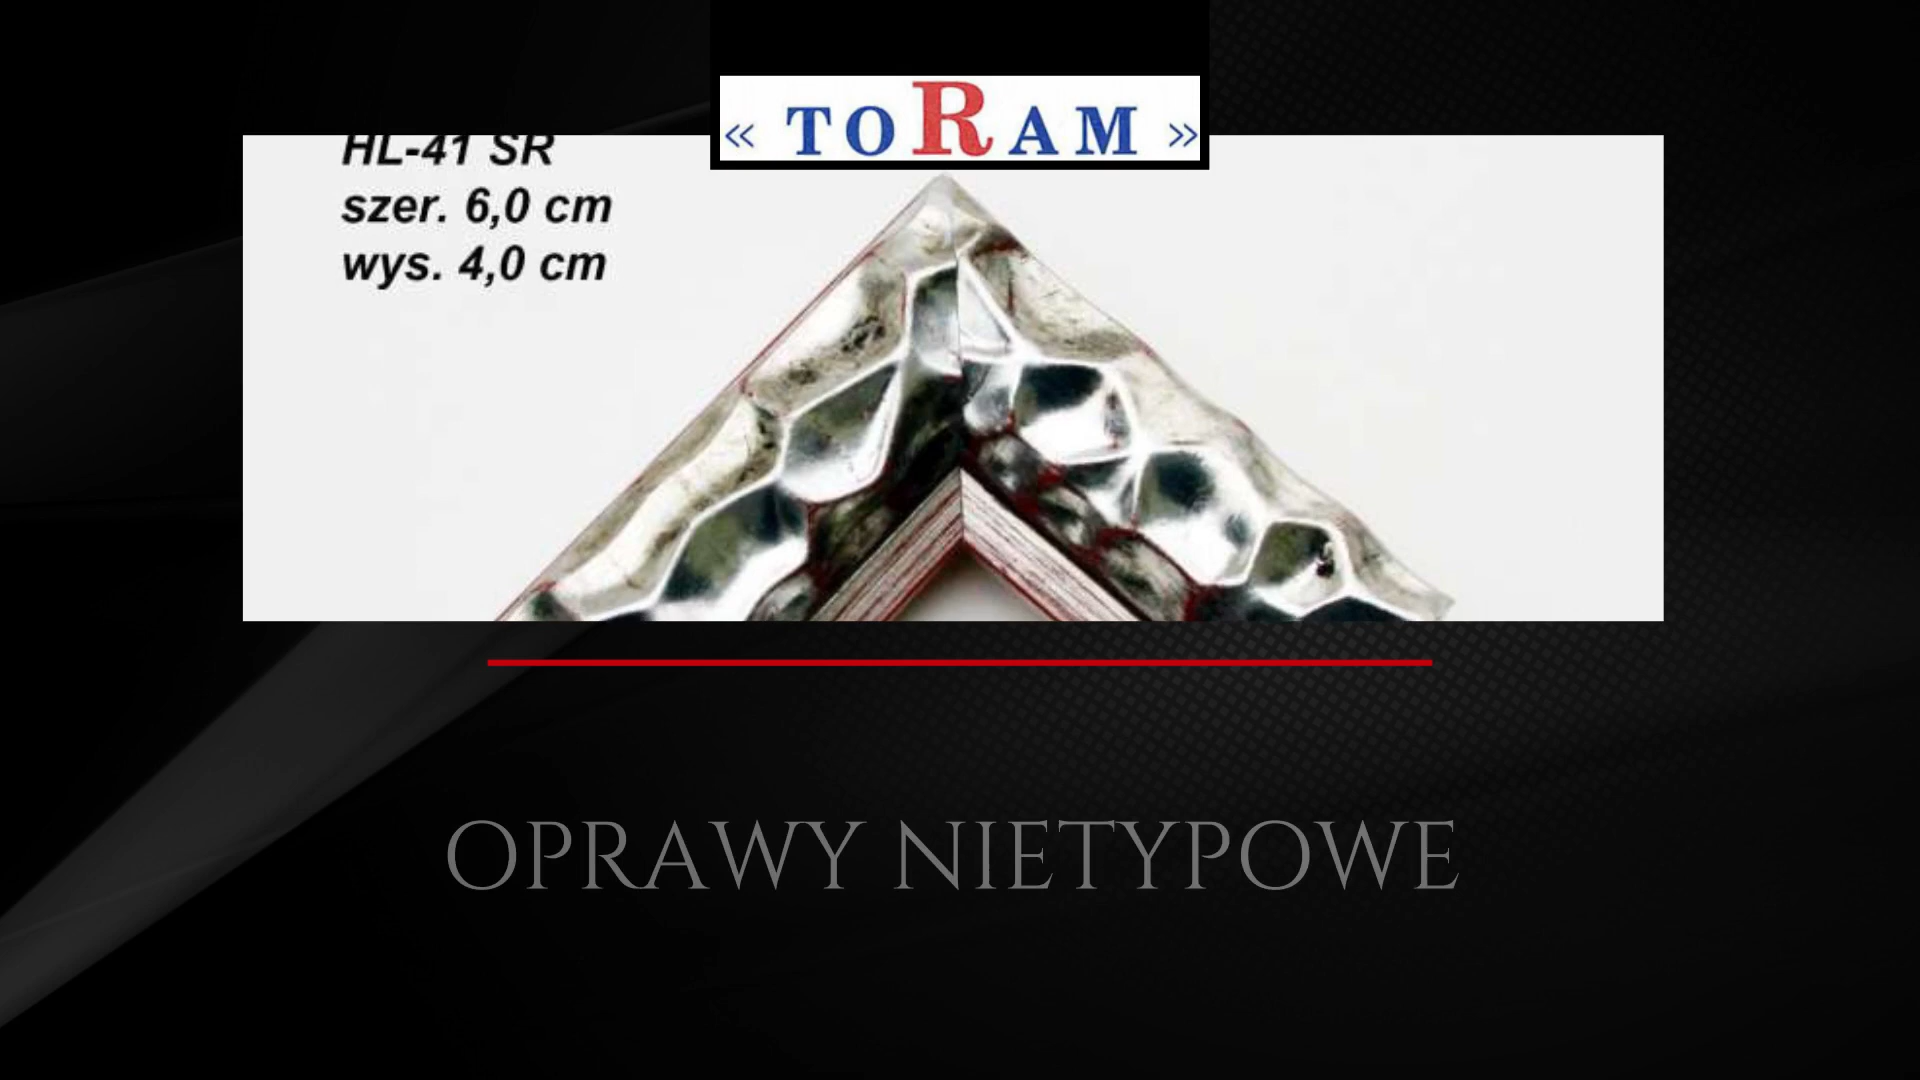 « TORAM »
HL-41 SR
szer. 6,0 cm
wys. 4,0 cm
OPRAWY NIETYPOWE